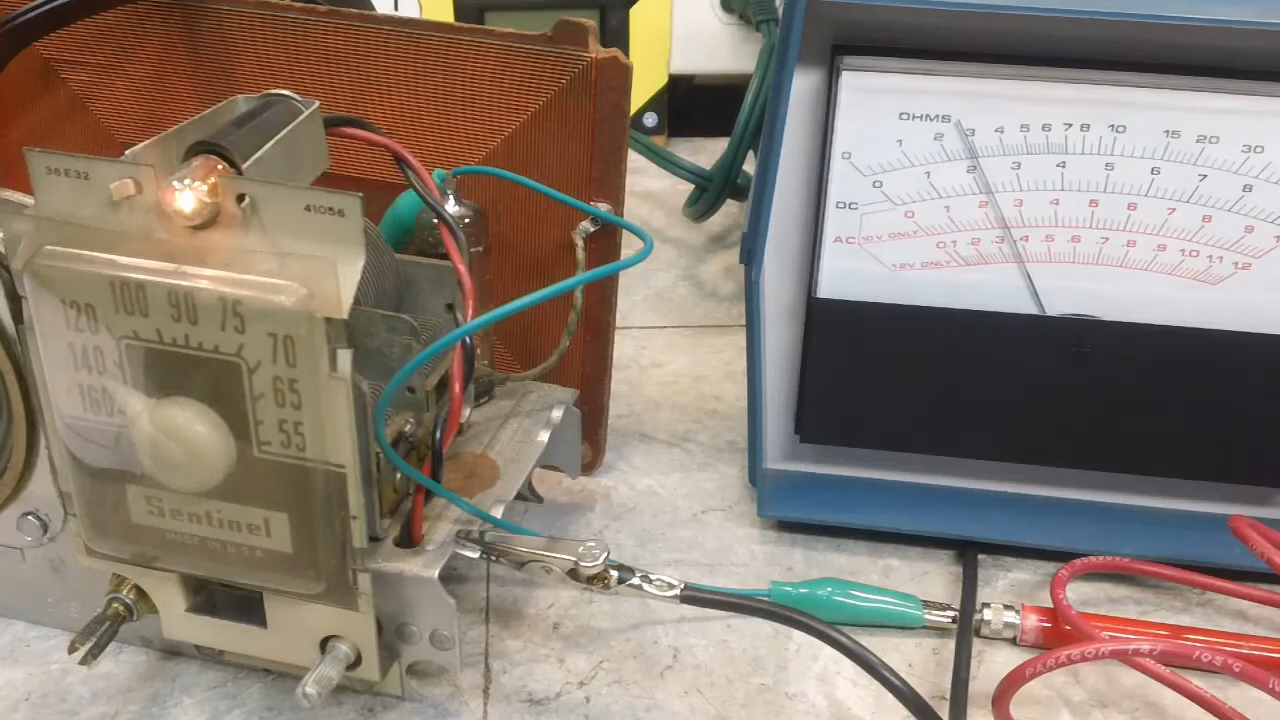 36E32
41056
120 100 90 75
140 70
160 65
55
Sentinel
MADE IN U.S.A
OHMS
0 1 2 3 4 5 6 7 8 10 15 20 30
DC
0 1 2 3 4 5 6 7 8
AC
10 V ONLY
0 1 2 3 4 5 6 7 8 9
1.2V ONLY
0.1 .2 .3 .4 .5 .6 .7 .8 .9 1.0 1.1 1.2
PARAGON (A) 105°C